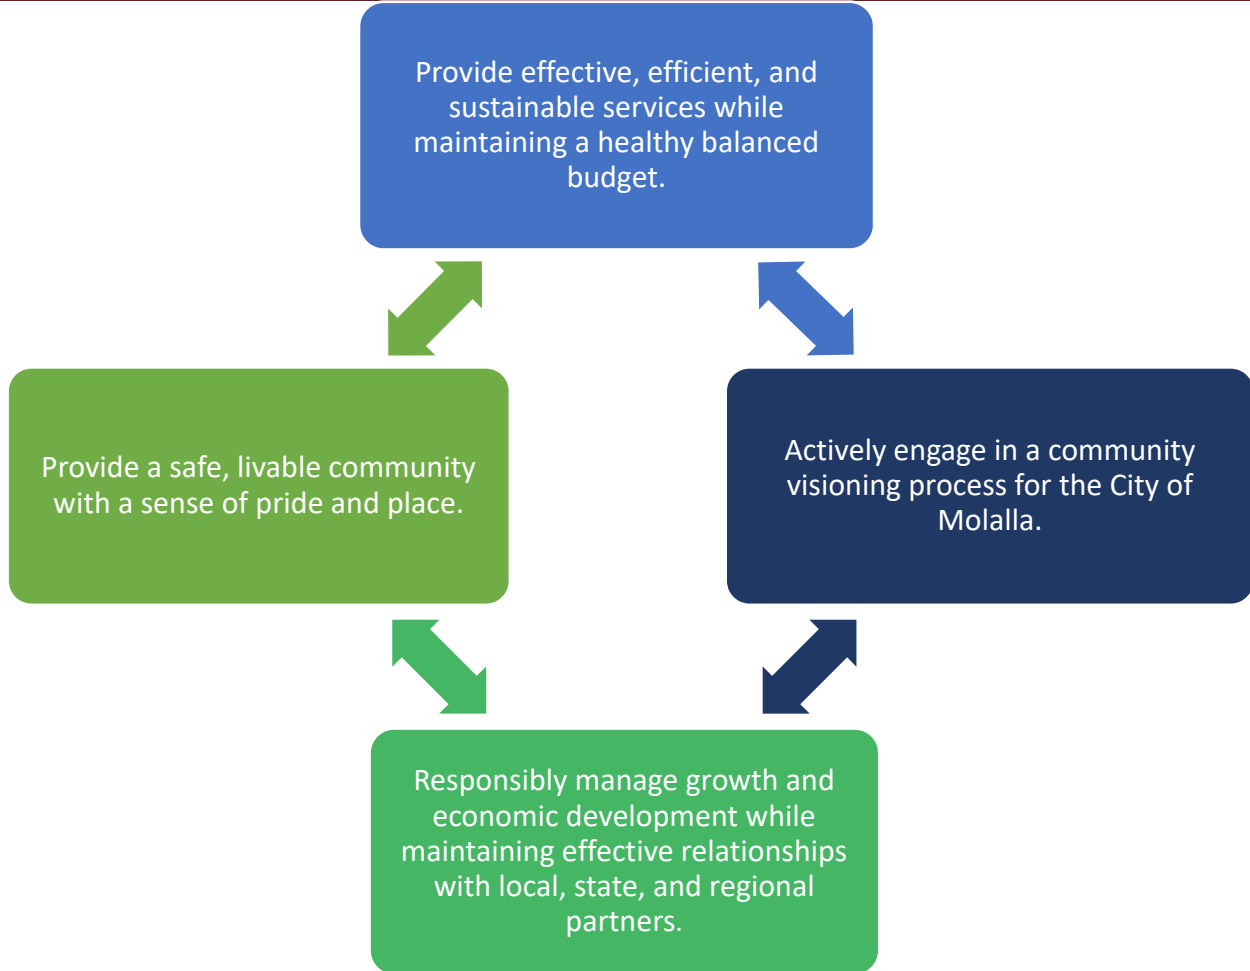 Provide effective, efficient, and
sustainable services while
maintaining a healthy balanced
budget.
Provide a safe, livable community
with a sense of pride and place.
Actively engage in a community
visioning process for the City of
Molalla.
Responsibly manage growth and
economic development while
maintaining effective relationships
with local, state, and regional
partners.